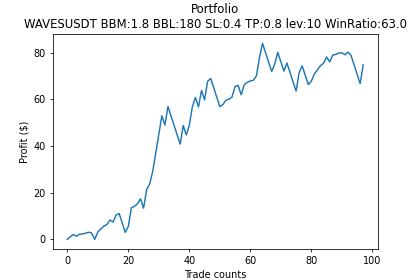 Portfolio
WAVESUSDT BBM:1.8 BBL:180 SL:0.4 TP:0.8 lev:10 WinRatio:63.0
80
60
40
20
0
Profit ($)
0 20 40 60 80 100
Trade counts